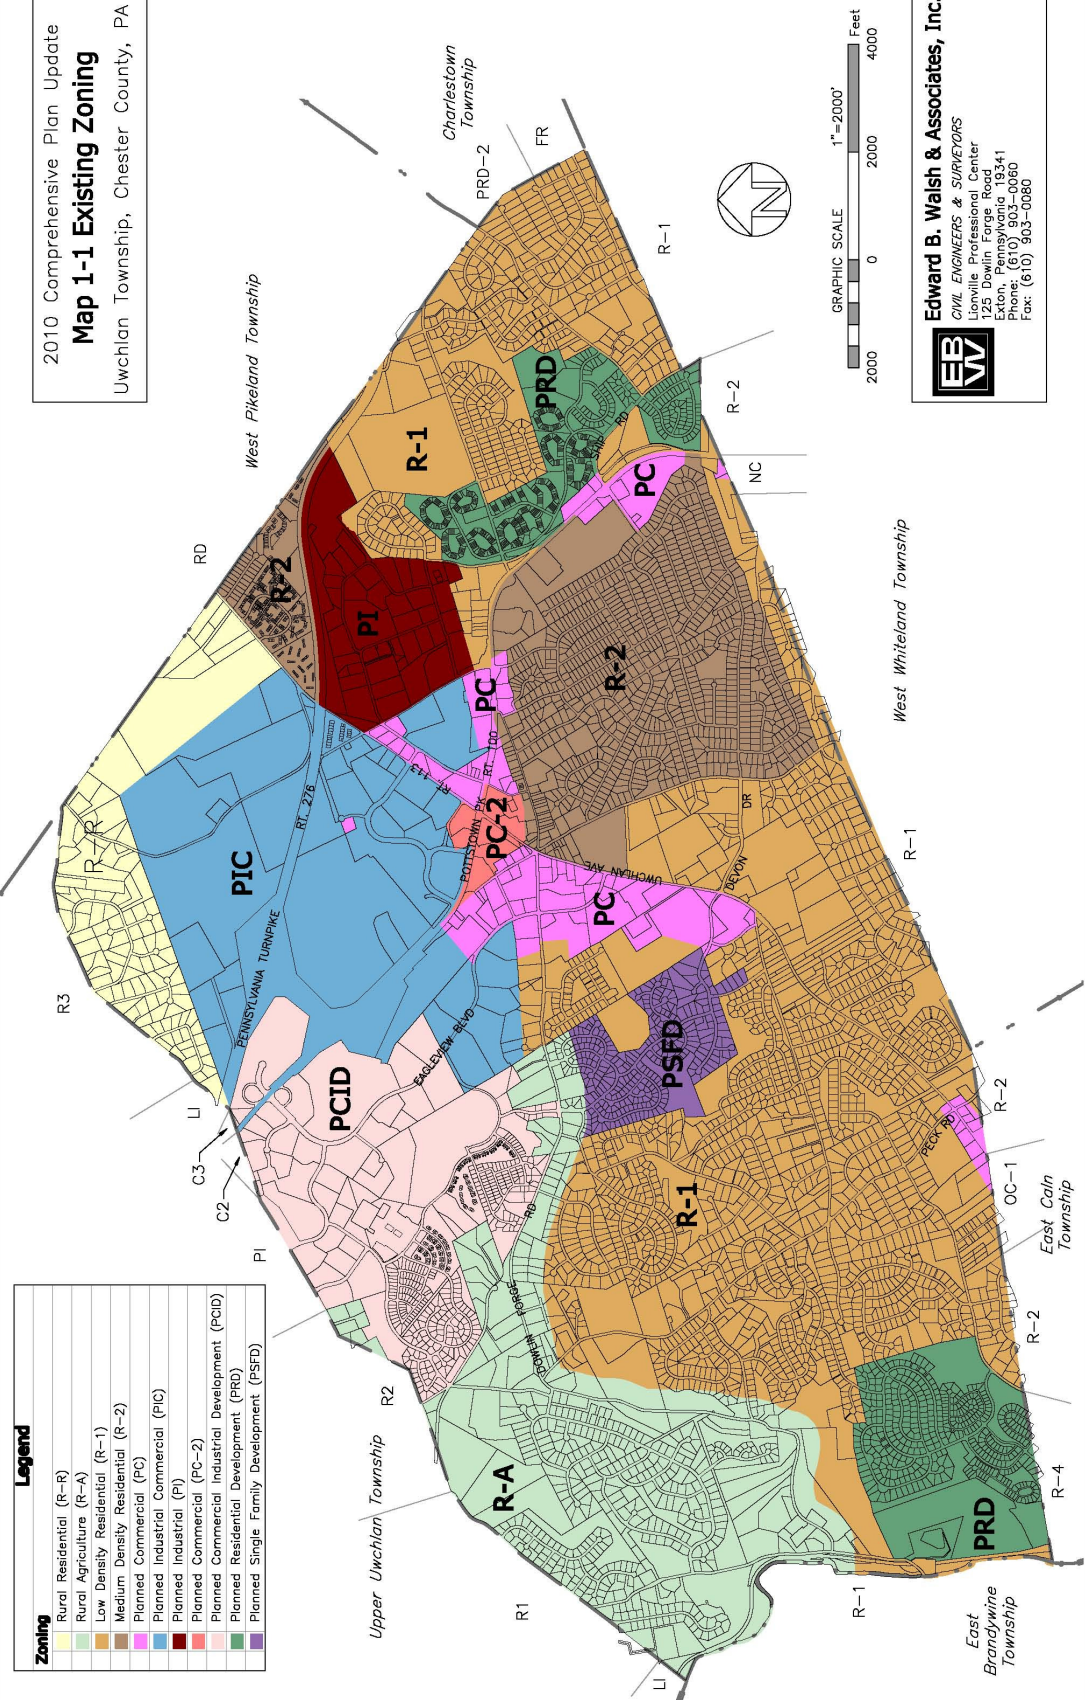 2010 Comprehensive Plan Update
Map 1-1 Existing Zoning
Uwchlan Township, Chester County, PA
Legend
Zoning
Rural Residential (R-R)
Rural Agriculture (R-A)
Low Density Residential (R-1)
Medium Density Residential (R-2)
Planned Commercial (PC)
Planned Industrial Commercial (PIC)
Planned Industrial (PI)
Planned Commercial (PC-2)
Planned Commercial Industrial Development (PCID)
Planned Residential Development (PRD)
Planned Single Family Development (PSFD)
Upper Uwchlan Township
West Pikeland Township
Charlestown
Township
West Whiteland Township
East Caln
Township
East
Brandywine
Township
LI
R1
R2
PI
C2
C3
LI
R3
RD
PRD-2
FR
R-1
R-2
NC
R-1
R-2
OC-1
R-2
R-4
R-1
R-R
R-A
PCID
PIC
PI
R-2
R-1
PRD
PC
PC
PC-2
PC
R-2
PSFD
R-1
PRD
PENNSYLVANIA TURNPIKE
RT. 276
RT. 113
RT. 100
POTTSTOWN PK
EAGLEVIEW BLVD
UWCHLAN AVE
DEVON
DR
SHIP
RD
DOWLIN
FORGE
RD
PECK RD
N
GRAPHIC SCALE
1"=2000'
2000
0
2000
4000
Feet
EB
W
Edward B. Walsh & Associates, Inc.
CIVIL ENGINEERS & SURVEYORS
Lionville Professional Center
125 Dowlin Forge Road
Exton, Pennsylvania 19341
Phone: (610) 903-0060
Fax: (610) 903-0080